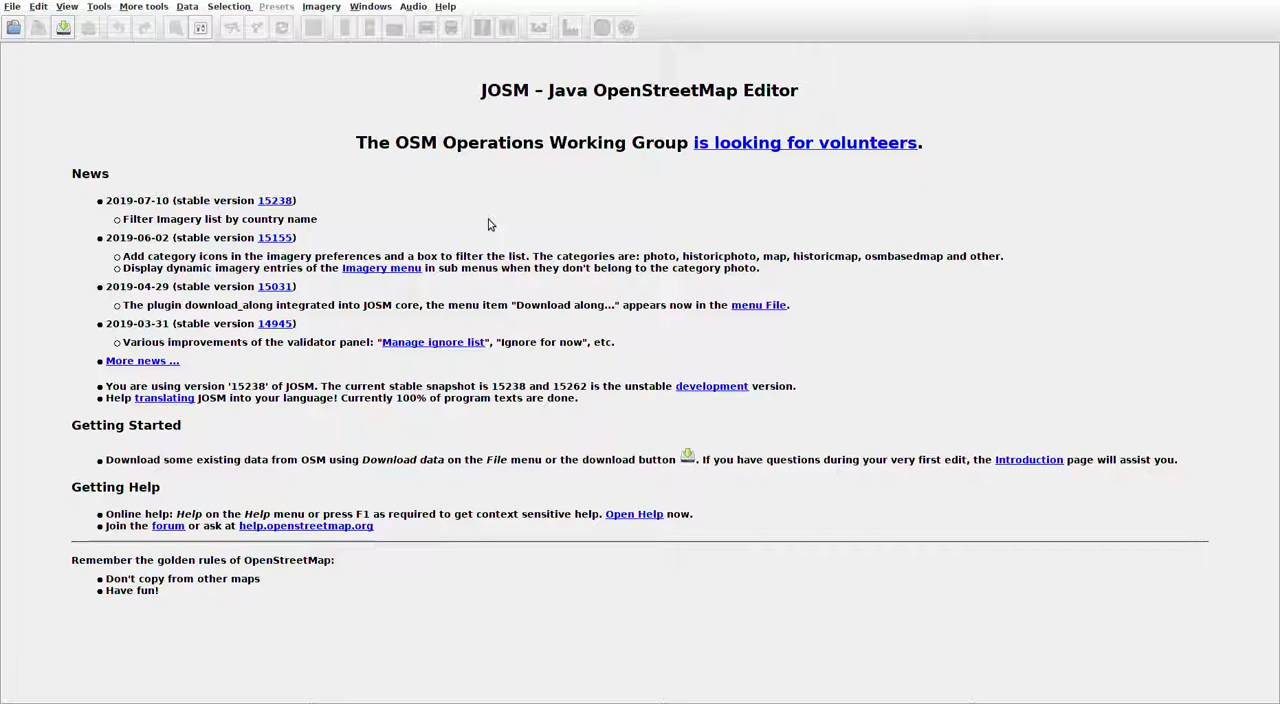 File Edit View Tools More tools Data Selection Presets Imagery Windows Audio Help
JOSM – Java OpenStreetMap Editor
The OSM Operations Working Group is looking for volunteers.
News
2019-07-10 (stable version 15238)
Filter Imagery list by country name
2019-06-02 (stable version 15155)
Add category icons in the imagery preferences and a box to filter the list. The categories are: photo, historicphoto, map, historicmap, osmbasedmap and other.
Display dynamic imagery entries of the Imagery menu in sub menus when they don't belong to the category photo.
2019-04-29 (stable version 15031)
The plugin download_along integrated into JOSM core, the menu item "Download along..." appears now in the menu File.
2019-03-31 (stable version 14945)
Various improvements of the validator panel: "Manage ignore list", "Ignore for now", etc.
More news ...
You are using version '15238' of JOSM. The current stable snapshot is 15238 and 15262 is the unstable development version.
Help translating JOSM into your language! Currently 100% of program texts are done.
Getting Started
Download some existing data from OSM using Download data on the File menu or the download button . If you have questions during your very first edit, the Introduction page will assist you.
Getting Help
Online help: Help on the Help menu or press F1 as required to get context sensitive help. Open Help now.
Join the forum or ask at help.openstreetmap.org
Remember the golden rules of OpenStreetMap:
Don't copy from other maps
Have fun!